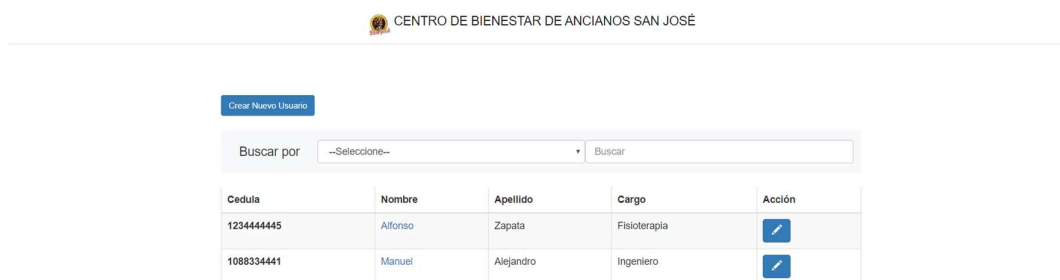 CENTRO DE BIENESTAR DE ANCIANOS SAN JOSÉ
Crear Nuevo Usuario
Buscar por --Seleccione-- Buscar
Cedula Nombre Apellido Cargo Acción
1234444445 Alfonso Zapata Fisioterapia
1088334441 Manuel Alejandro Ingeniero